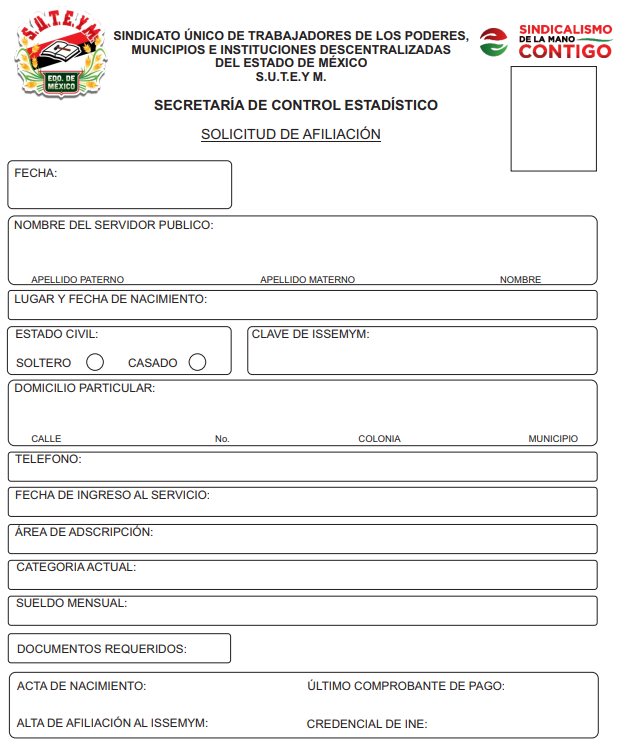 S.U.T.E.Y M.
EDO. DE
MÉXICO
SINDICATO ÚNICO DE TRABAJADORES DE LOS PODERES,
MUNICIPIOS E INSTITUCIONES DESCENTRALIZADAS
DEL ESTADO DE MÉXICO
S.U.T.E.Y M.
SINDICALISMO
DE LA MANO
CONTIGO
SECRETARÍA DE CONTROL ESTADÍSTICO
SOLICITUD DE AFILIACIÓN
FECHA:
NOMBRE DEL SERVIDOR PUBLICO:
APELLIDO PATERNO APELLIDO MATERNO NOMBRE
LUGAR Y FECHA DE NACIMIENTO:
ESTADO CIVIL: CLAVE DE ISSEMYM:
SOLTERO CASADO
DOMICILIO PARTICULAR:
CALLE No. COLONIA MUNICIPIO
TELEFONO:
FECHA DE INGRESO AL SERVICIO:
ÁREA DE ADSCRIPCIÓN:
CATEGORIA ACTUAL:
SUELDO MENSUAL:
DOCUMENTOS REQUERIDOS:
ACTA DE NACIMIENTO: ÚLTIMO COMPROBANTE DE PAGO:
ALTA DE AFILIACIÓN AL ISSEMYM: CREDENCIAL DE INE: